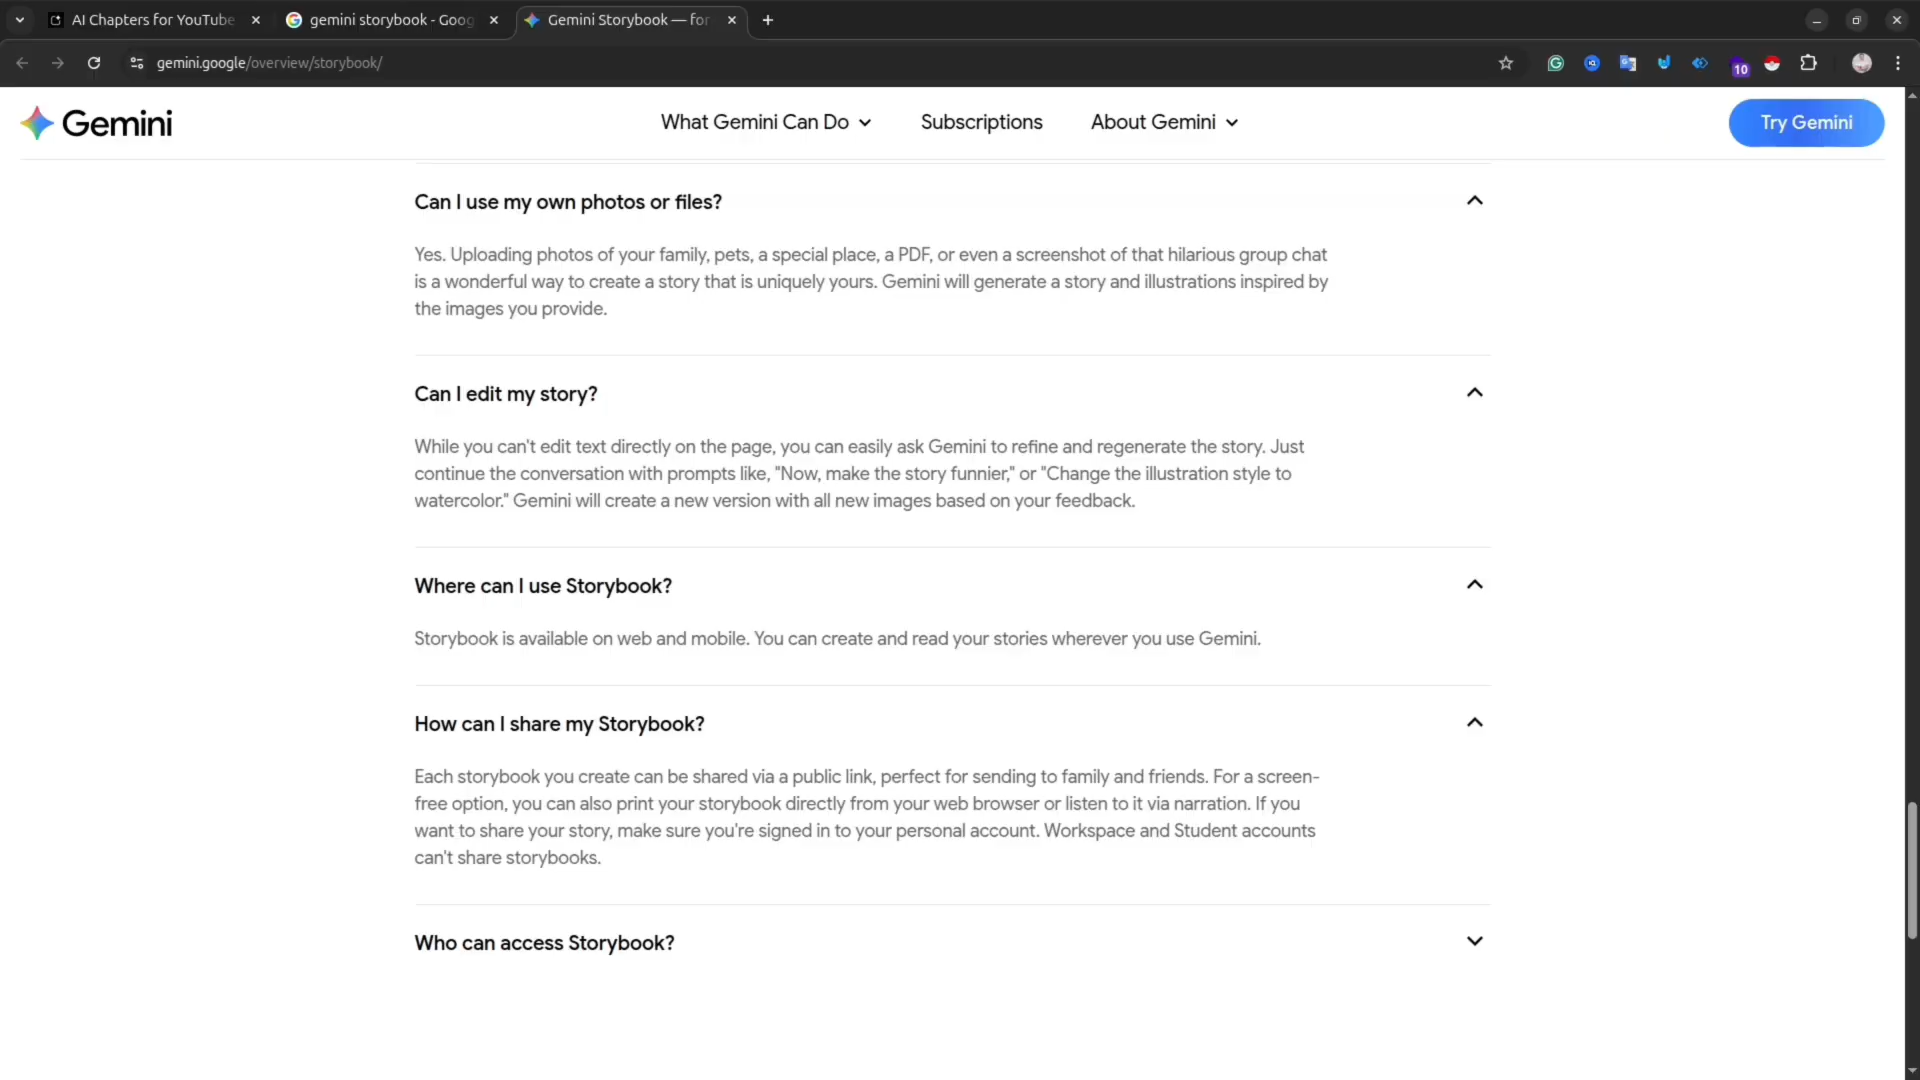 AI Chapters for YouTube
gemini storybook - Goog
Gemini Storybook — for
gemini.google/overview/storybook/
10
Gemini
What Gemini Can Do
Subscriptions
About Gemini
Try Gemini
Can I use my own photos or files?
Yes. Uploading photos of your family, pets, a special place, a PDF, or even a screenshot of that hilarious group chat
is a wonderful way to create a story that is uniquely yours. Gemini will generate a story and illustrations inspired by
the images you provide.
Can I edit my story?
While you can't edit text directly on the page, you can easily ask Gemini to refine and regenerate the story. Just
continue the conversation with prompts like, "Now, make the story funnier," or "Change the illustration style to
watercolor." Gemini will create a new version with all new images based on your feedback.
Where can I use Storybook?
Storybook is available on web and mobile. You can create and read your stories wherever you use Gemini.
How can I share my Storybook?
Each storybook you create can be shared via a public link, perfect for sending to family and friends. For a screen-
free option, you can also print your storybook directly from your web browser or listen to it via narration. If you
want to share your story, make sure you're signed in to your personal account. Workspace and Student accounts
can't share storybooks.
Who can access Storybook?